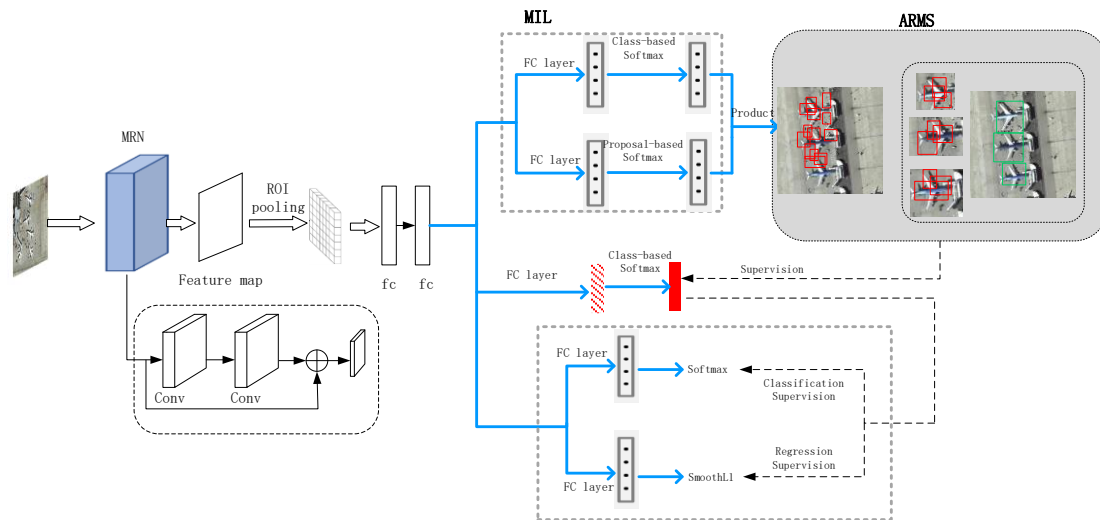 MIL
ARMS
Class-based
Softmax
FC layer
Product
MRN
Proposal-based
Softmax
FC layer
ROI
pooling
Feature map
fc
fc
Class-based
Softmax
FC layer
Supervision
FC layer
Softmax
Classification
Supervision
Conv
Conv
Regression
Supervision
FC layer
SmoothL1